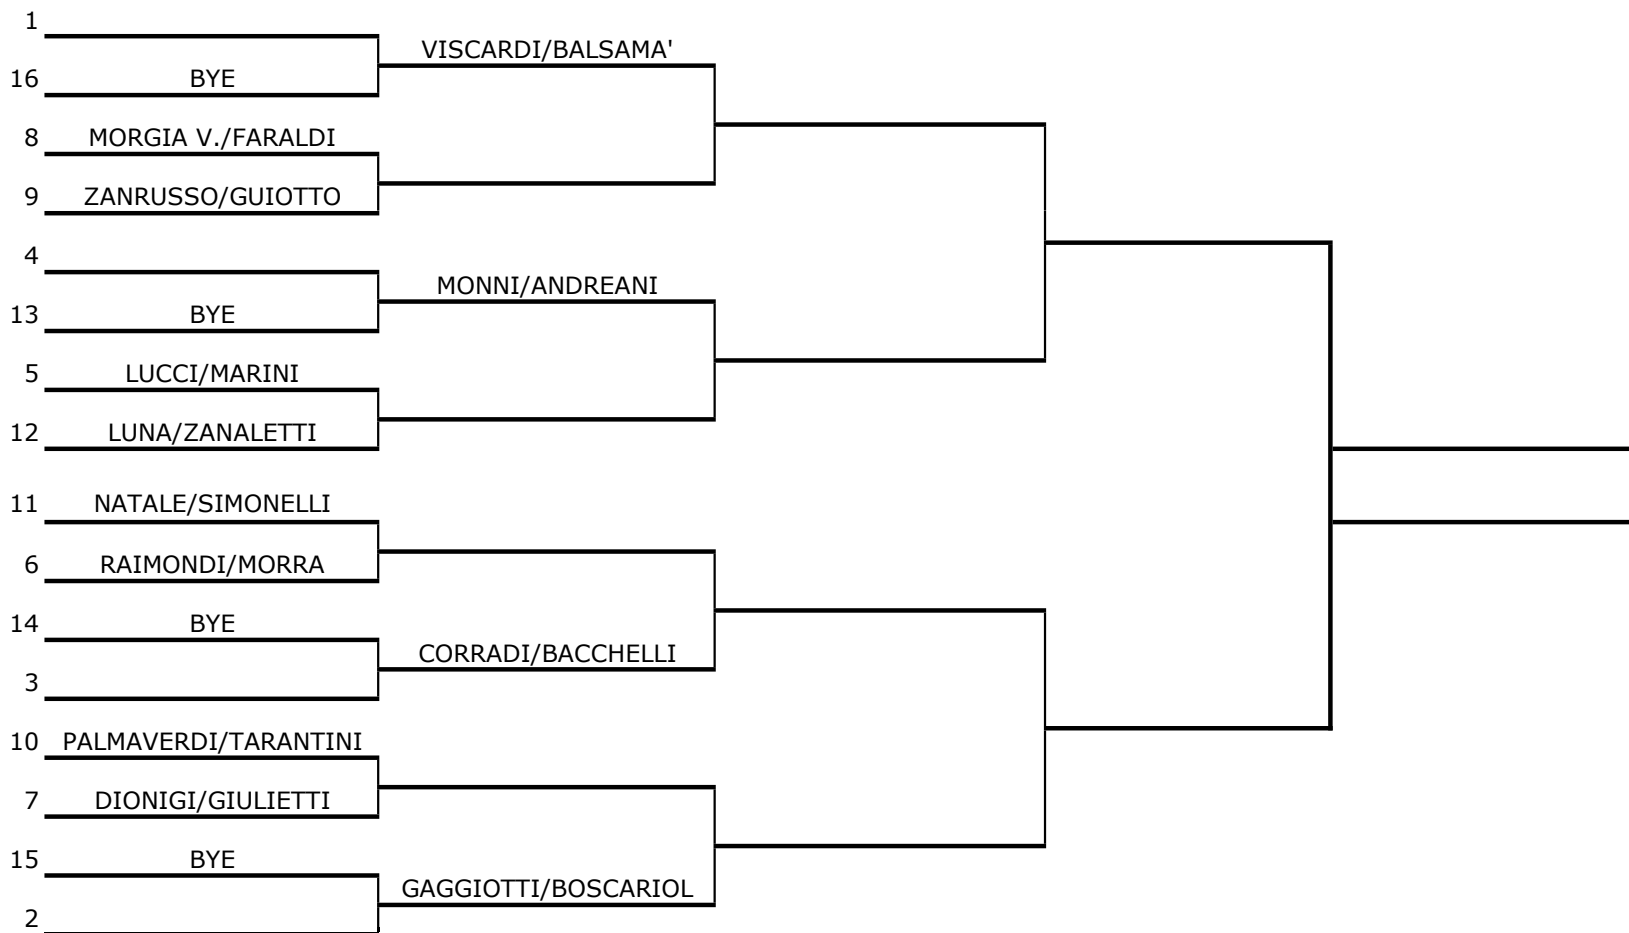 1
VISCARDI/BALSAMA'
16 BYE
8 MORGIA V./FARALDI
9 ZANRUSSO/GUIOTTO
4
MONNI/ANDREANI
13 BYE
5 LUCCI/MARINI
12 LUNA/ZANALETTI
11 NATALE/SIMONELLI
6 RAIMONDI/MORRA
14 BYE
CORRADI/BACCHELLI
3
10 PALMAVERDI/TARANTINI
7 DIONIGI/GIULIETTI
15 BYE
GAGGIOTTI/BOSCARIOL
2